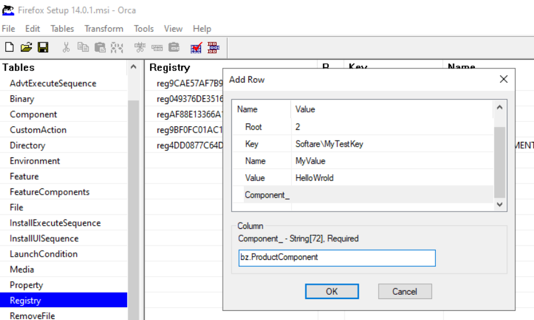 Firefox Setup 14.0.1.msi - Orca
File Edit Tables Transform Tools View Help
Tables
AdvtExecuteSequence
Binary
Component
CustomAction
Directory
Environment
Feature
FeatureComponents
File
InstallExecuteSequence
InstallUISequence
LaunchCondition
Media
Property
Registry
RemoveFile
Registry R Key Name
reg9CAE57AF7B9
reg049376DE3516
regAF88E13366A
reg9BF0FC01AC1
reg4DD0877C64D
MENT
Add Row
Name Value
Root 2
Key Softare\MyTestKey
Name MyValue
Value HelloWrold
Component_
Column
Component_ - String[72], Required
bz.ProductComponent
OK Cancel